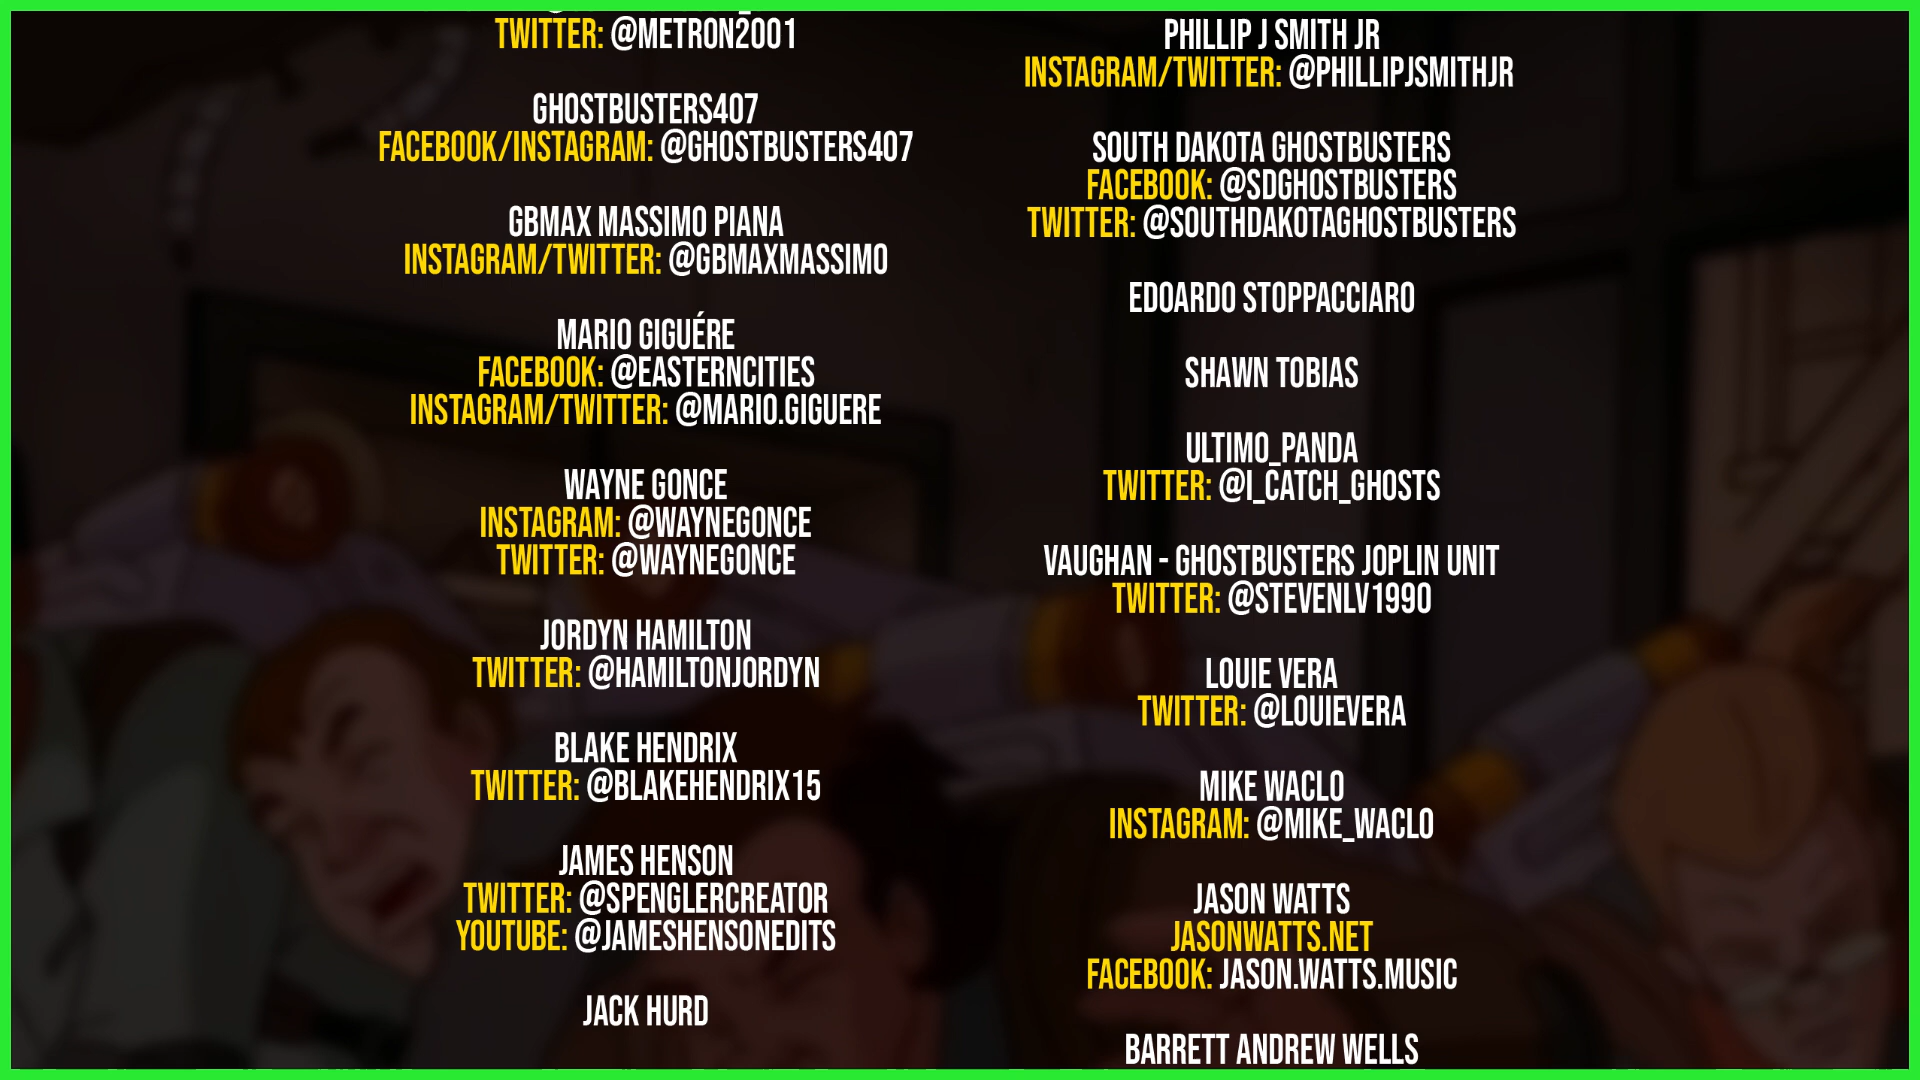 TWITTER: @METRON2001
GHOSTBUSTERS407
FACEBOOK/INSTAGRAM: @GHOSTBUSTERS407
GBMAX MASSIMO PIANA
INSTAGRAM/TWITTER: @GBMAXMASSIMO
MARIO GIGUÉRE
FACEBOOK: @EASTERNCITIES
INSTAGRAM/TWITTER: @MARIO.GIGUERE
WAYNE GONCE
INSTAGRAM: @WAYNEGONCE
TWITTER: @WAYNEGONCE
JORDYN HAMILTON
TWITTER: @HAMILTONJORDYN
BLAKE HENDRIX
TWITTER: @BLAKEHENDRIX15
JAMES HENSON
TWITTER: @SPENGLERCREATOR
YOUTUBE: @JAMESHENSONEDITS
JACK HURD
PHILLIP J SMITH JR
INSTAGRAM/TWITTER: @PHILLIPJSMITHJR
SOUTH DAKOTA GHOSTBUSTERS
FACEBOOK: @SDGHOSTBUSTERS
TWITTER: @SOUTHDAKOTAGHOSTBUSTERS
EDOARDO STOPPACCIARO
SHAWN TOBIAS
ULTIMO_PANDA
TWITTER: @I_CATCH_GHOSTS
VAUGHAN - GHOSTBUSTERS JOPLIN UNIT
TWITTER: @STEVENLV1990
LOUIE VERA
TWITTER: @LOUIEVERA
MIKE WACLO
INSTAGRAM: @MIKE_WACLO
JASON WATTS
JASONWATTS.NET
FACEBOOK: JASON.WATTS.MUSIC
BARRETT ANDREW WELLS